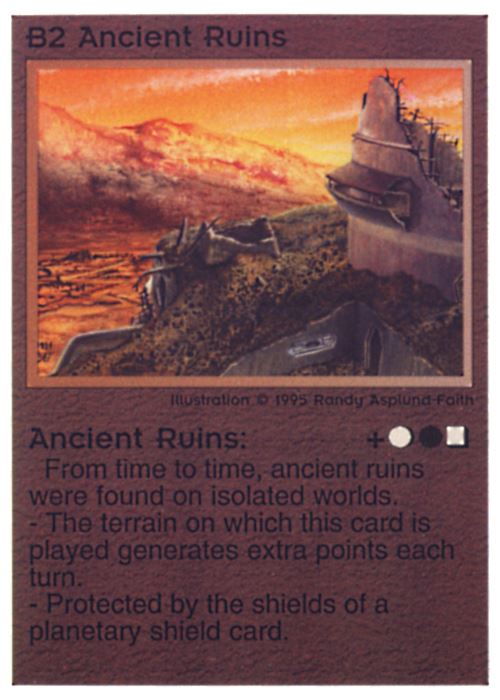 B2 Ancient Ruins
Illustration © 1995 Randy Asplund-Faith
Ancient Ruins: +
From time to time, ancient ruins
were found on isolated worlds.
- The terrain on which this card is
played generates extra points each
turn.
- Protected by the shields of a
planetary shield card.